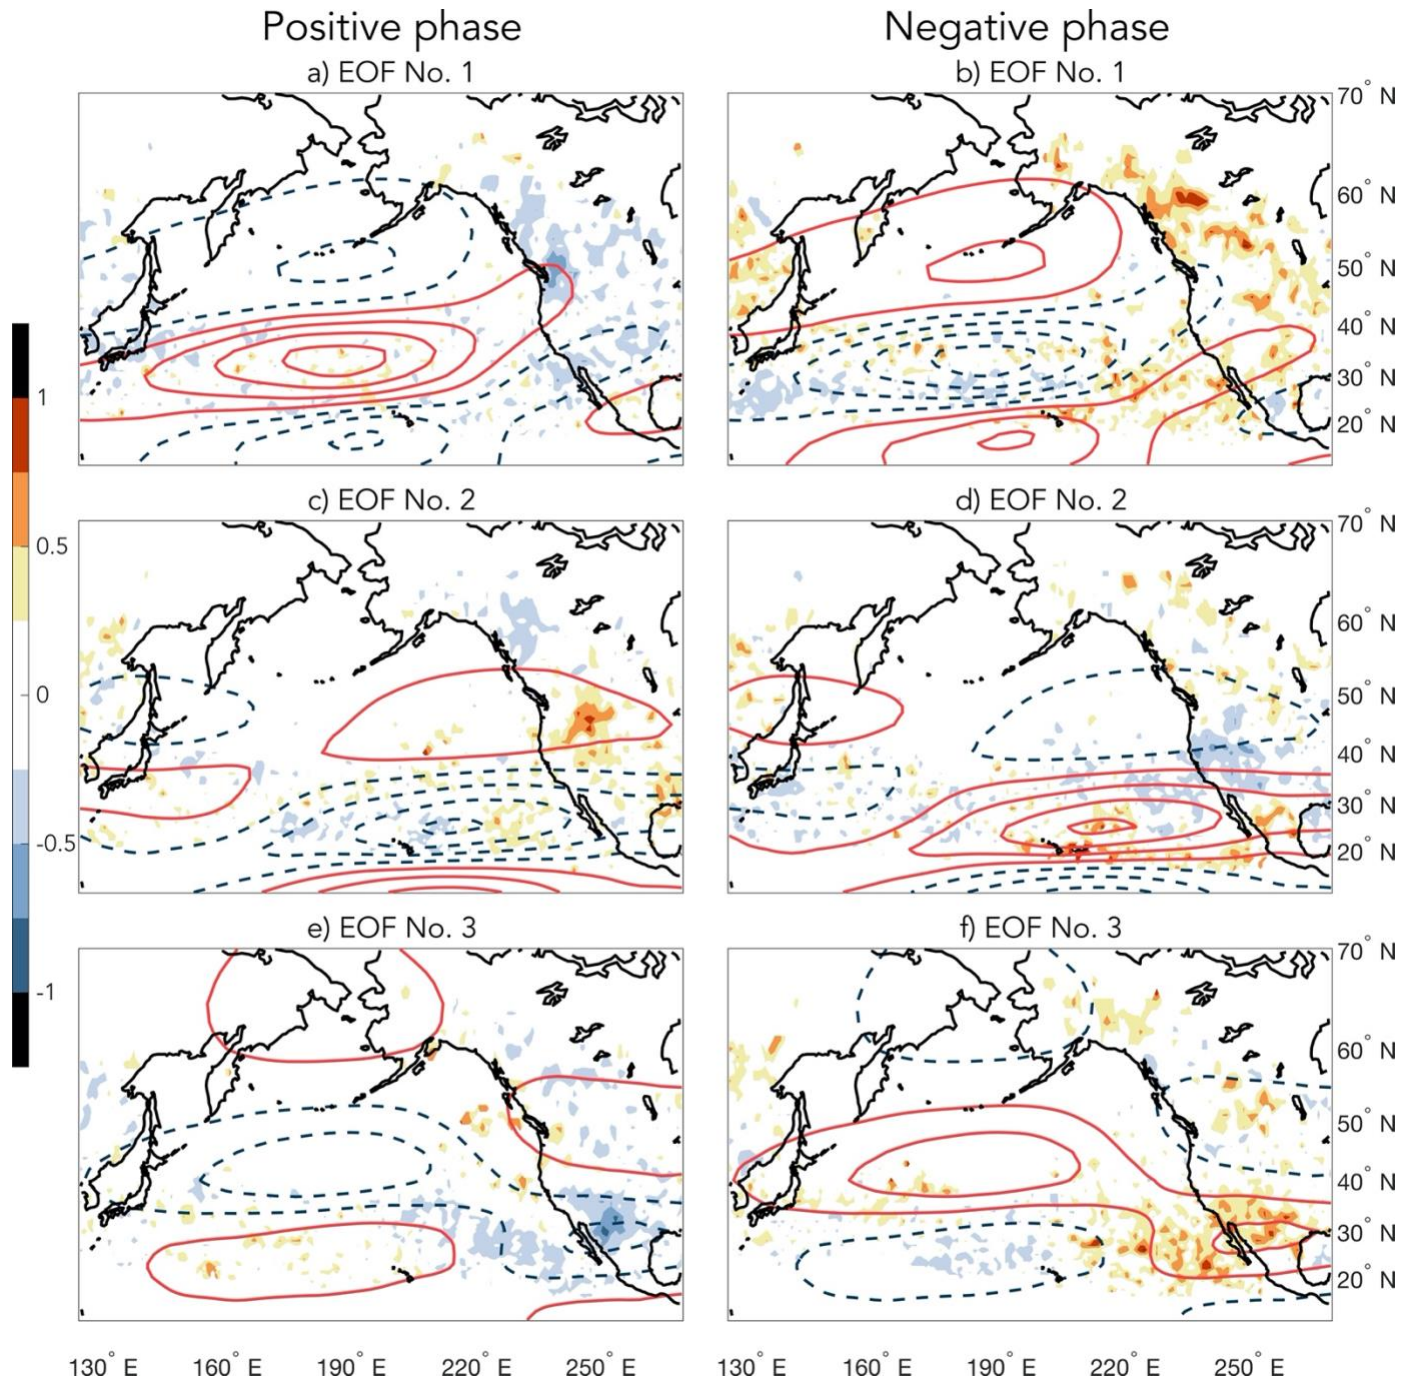 Positive phase
Negative phase
a) EOF No. 1
b) EOF No. 1
70° N
60° N
50° N
40° N
30° N
20° N
c) EOF No. 2
d) EOF No. 2
70° N
60° N
50° N
40° N
30° N
20° N
1
0.5
0
-0.5
-1
e) EOF No. 3
f) EOF No. 3
70° N
60° N
50° N
40° N
30° N
20° N
130° E 160° E 190° E 220° E 250° E
130° E 160° E 190° E 220° E 250° E